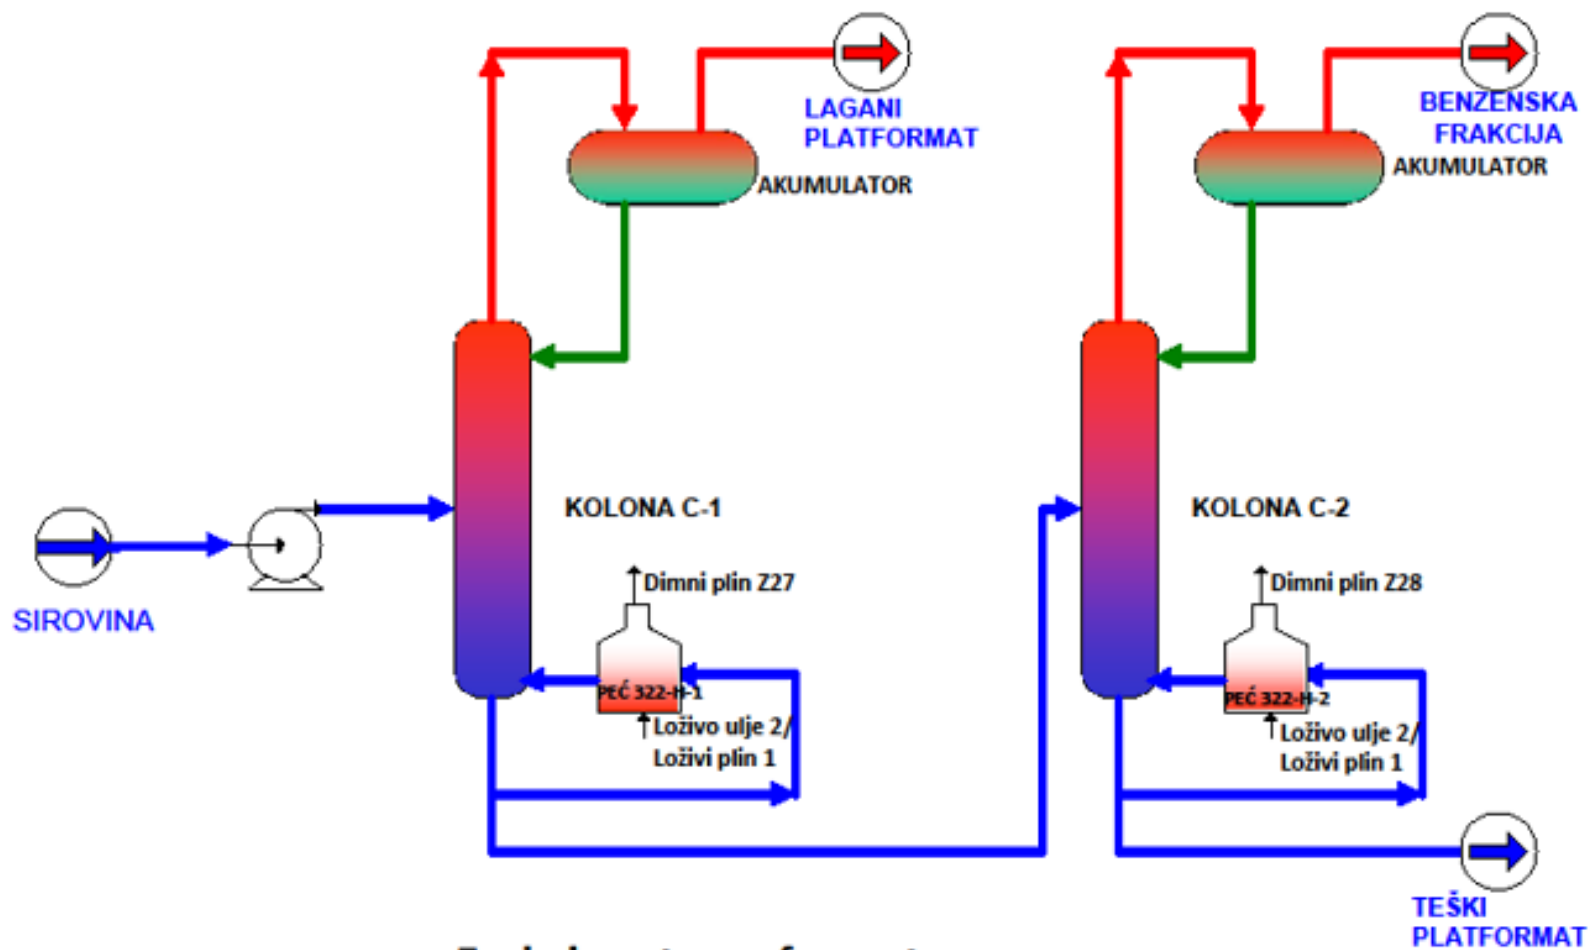 LAGANI
PLATFORMAT
BENZENSKA
FRAKCIJA
AKUMULATOR
AKUMULATOR
KOLONA C-1
KOLONA C-2
SIROVINA
Dimni plin Z27
Dimni plin Z28
PEĆ 322-H-1
PEĆ 322-H-2
Loživo ulje 2/
Loživi plin 1
Loživo ulje 2/
Loživi plin 1
TEŠKI
PLATFORMAT